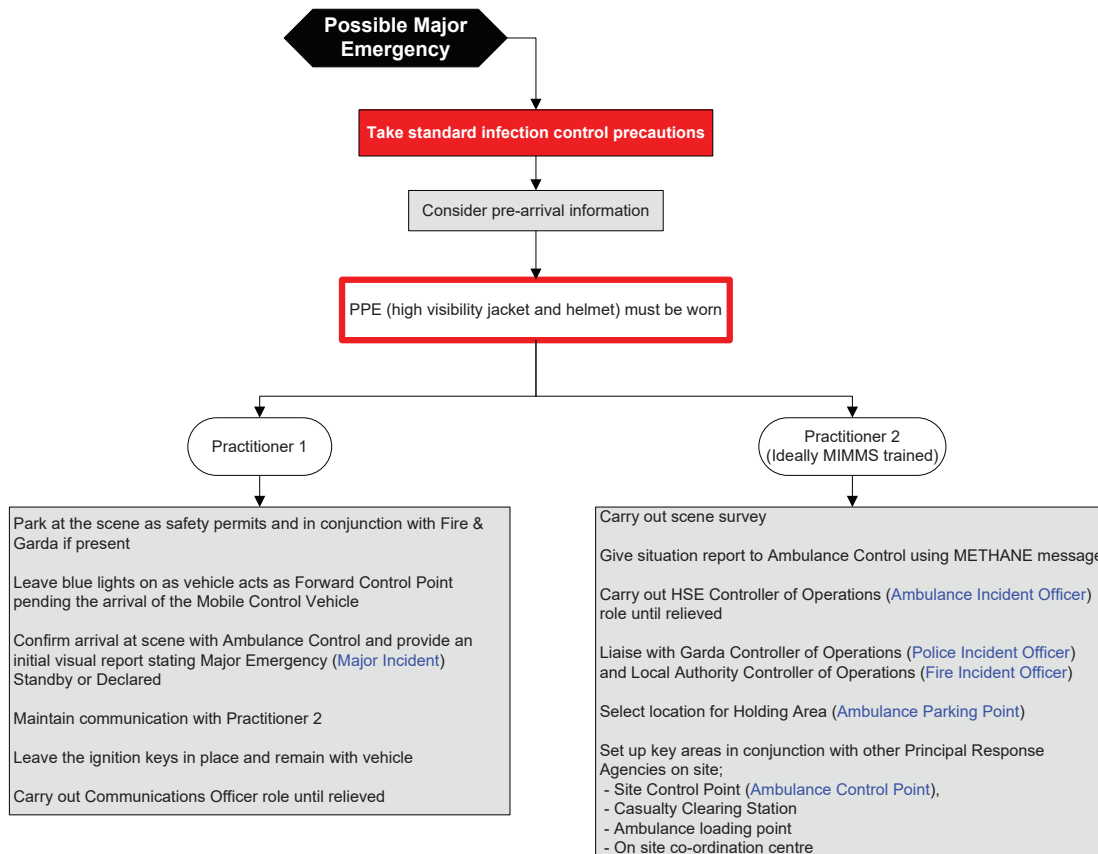 Possible Major
Emergency
Take standard infection control precautions
Consider pre-arrival information
PPE (high visibility jacket and helmet) must be worn
Practitioner 1
Park at the scene as safety permits and in conjunction with Fire &
Garda if present
Leave blue lights on as vehicle acts as Forward Control Point
pending the arrival of the Mobile Control Vehicle
Confirm arrival at scene with Ambulance Control and provide an
initial visual report stating Major Emergency (Major Incident)
Standby or Declared
Maintain communication with Practitioner 2
Leave the ignition keys in place and remain with vehicle
Carry out Communications Officer role until relieved
Practitioner 2
(Ideally MIMMS trained)
Carry out scene survey
Give situation report to Ambulance Control using METHANE message
Carry out HSE Controller of Operations (Ambulance Incident Officer)
role until relieved
Liaise with Garda Controller of Operations (Police Incident Officer)
and Local Authority Controller of Operations (Fire Incident Officer)
Select location for Holding Area (Ambulance Parking Point)
Set up key areas in conjunction with other Principal Response
Agencies on site;
- Site Control Point (Ambulance Control Point),
- Casualty Clearing Station
- Ambulance loading point
- On site co-ordination centre